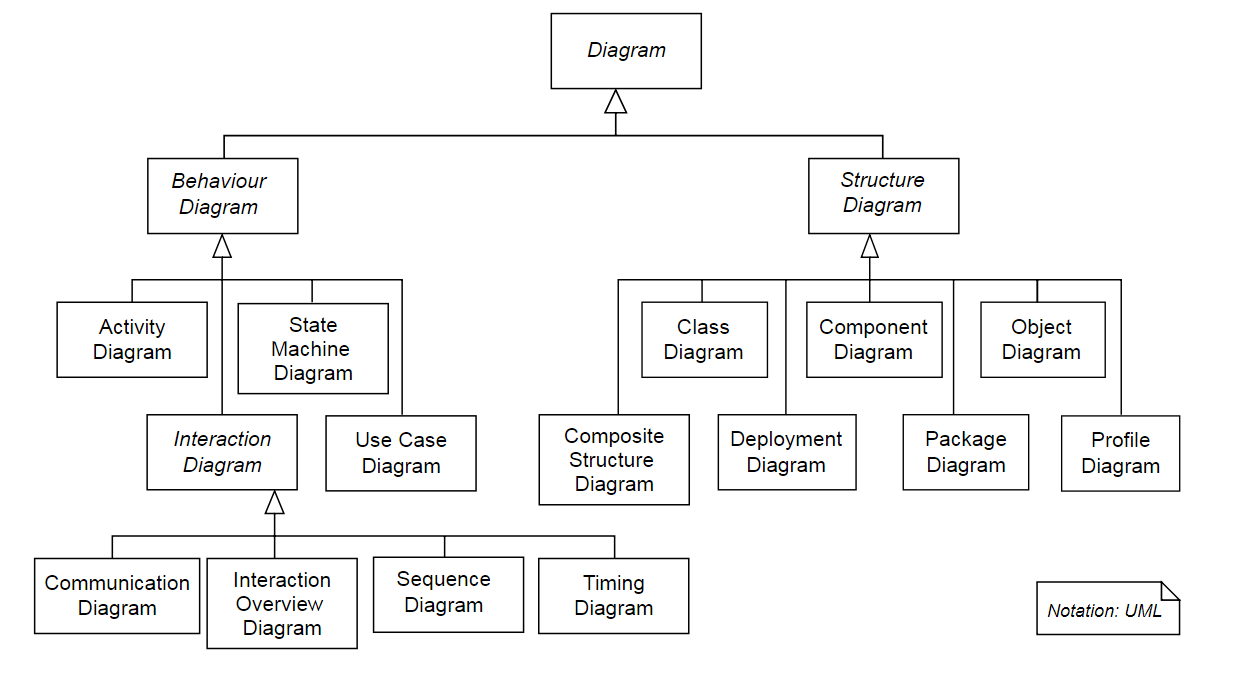 Diagram
Behaviour
Diagram
Structure
Diagram
Activity
Diagram
State
Machine
Diagram
Class
Diagram
Component
Diagram
Object
Diagram
Interaction
Diagram
Use Case
Diagram
Composite
Structure
Diagram
Deployment
Diagram
Package
Diagram
Profile
Diagram
Communication
Diagram
Interaction
Overview
Diagram
Sequence
Diagram
Timing
Diagram
Notation: UML